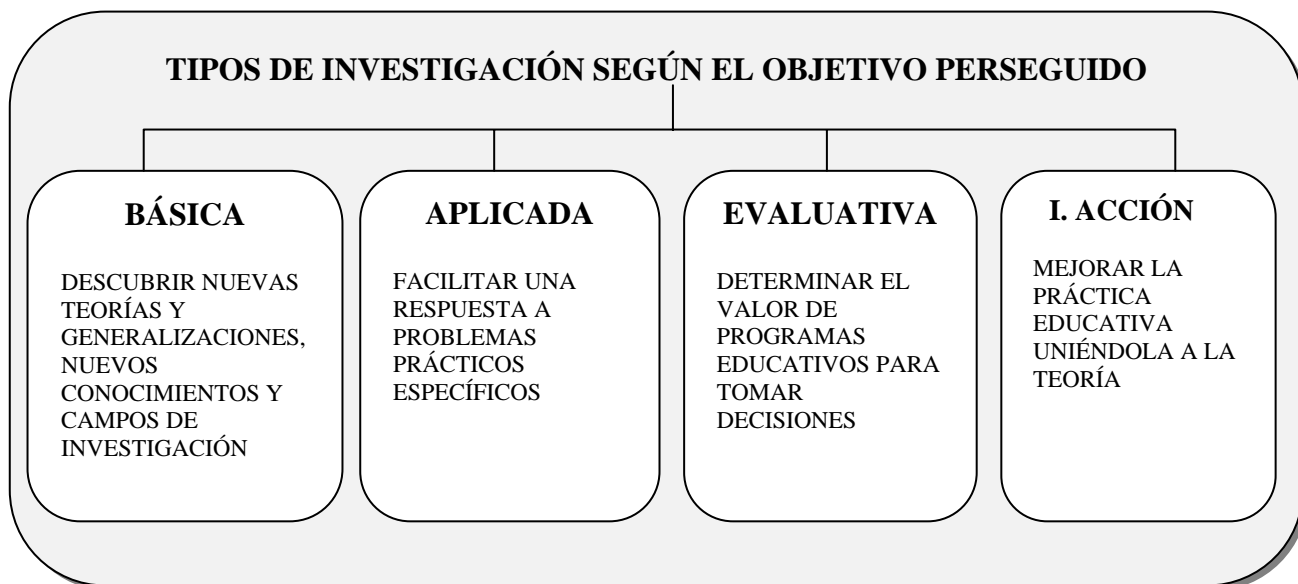 TIPOS DE INVESTIGACIÓN SEGÚN EL OBJETIVO PERSEGUIDO
BÁSICA
DESCUBRIR NUEVAS
TEORÍAS Y
GENERALIZACIONES,
NUEVOS
CONOCIMIENTOS Y
CAMPOS DE
INVESTIGACIÓN
APLICADA
FACILITAR UNA
RESPUESTA A
PROBLEMAS
PRÁCTICOS
ESPECÍFICOS
EVALUATIVA
DETERMINAR EL
VALOR DE
PROGRAMAS
EDUCATIVOS PARA
TOMAR
DECISIONES
I. ACCIÓN
MEJORAR LA
PRÁCTICA
EDUCATIVA
UNIÉNDOLA A LA
TEORÍA